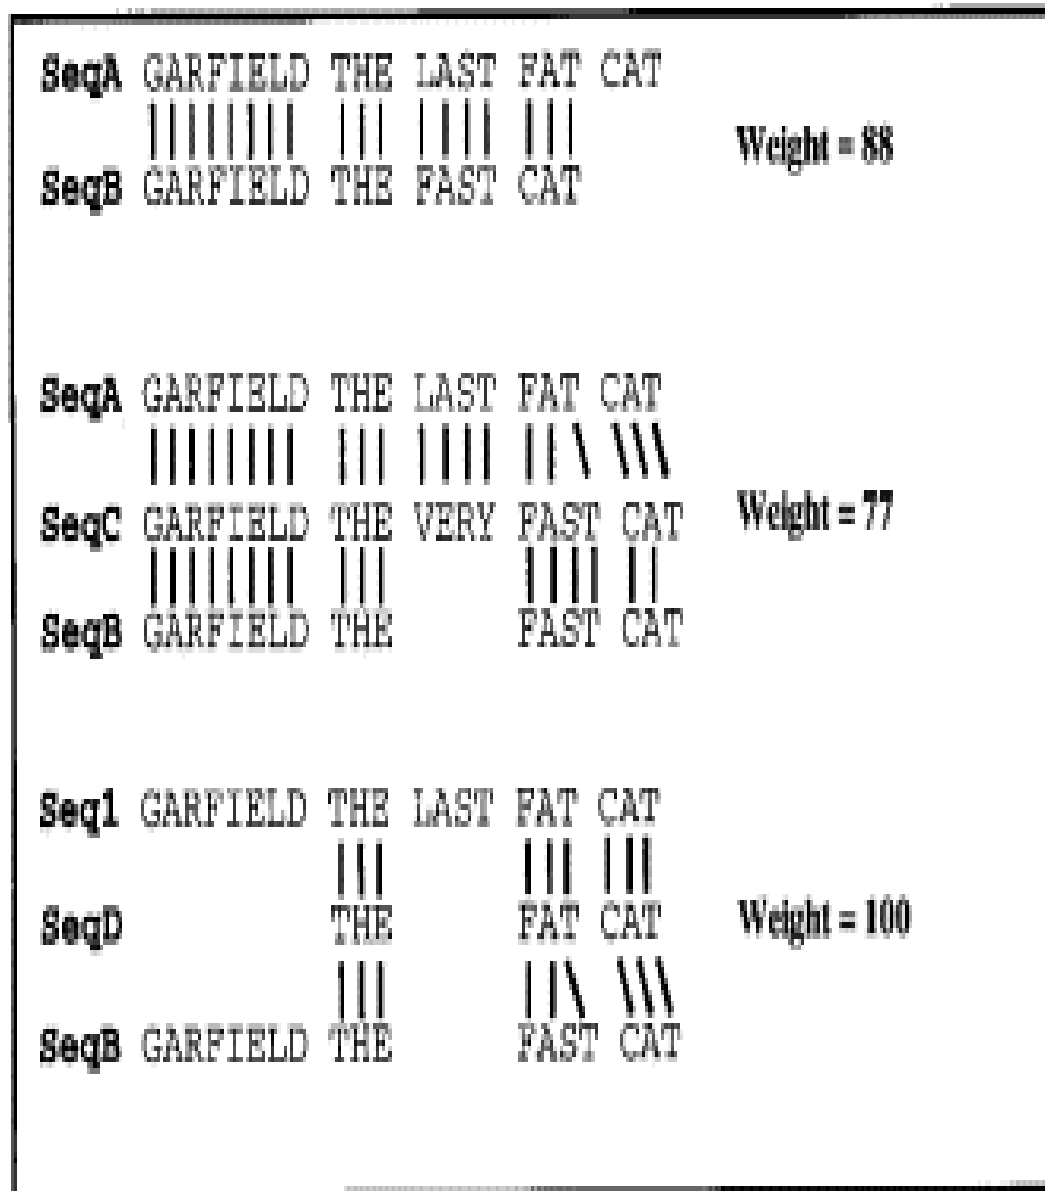 SeqA GARFIELD THE LAST FAT CAT
Weight = 88
SeqB GARFIELD THE FAST CAT
SeqA GARFIELD THE LAST FAT CAT
SeqC GARFIELD THE VERY FAST CAT
Weight = 77
SeqB GARFIELD THE FAST CAT
Seq1 GARFIELD THE LAST FAT CAT
SeqD THE FAT CAT
Weight = 100
SeqB GARFIELD THE FAST CAT